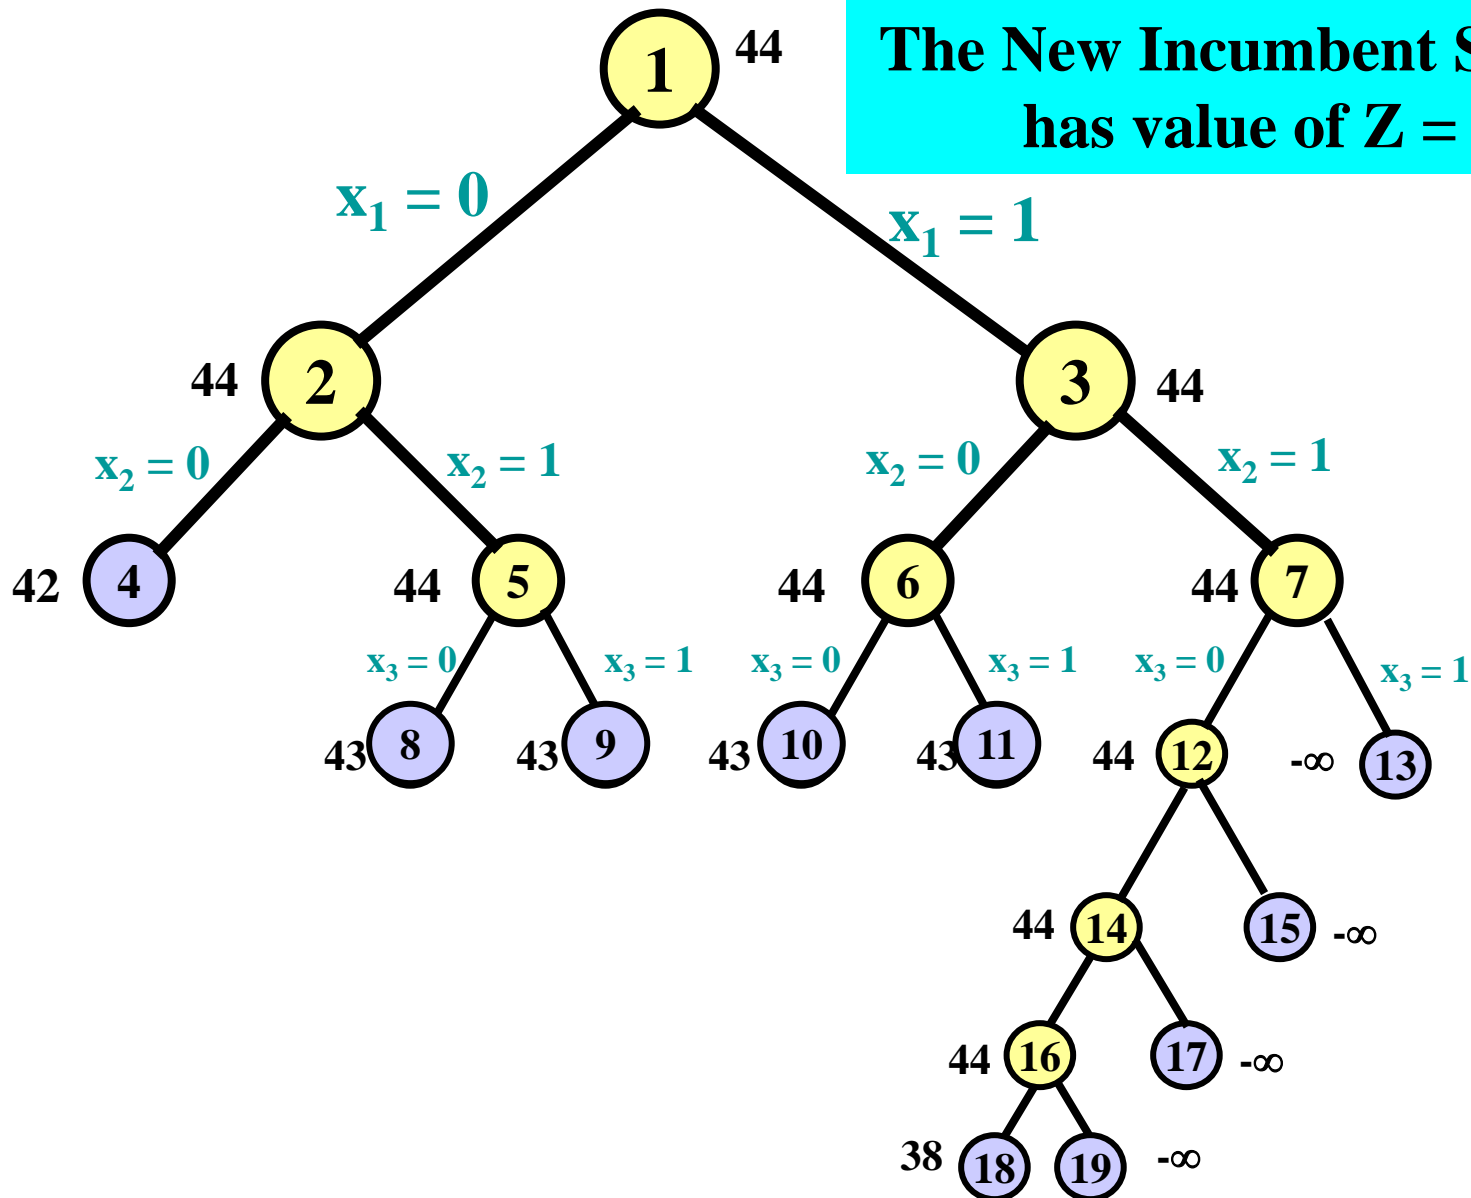 The New Incumbent S
has value of Z =
1 44
x₁ = 0 x₁ = 1
44 2 3 44
x₂ = 0 x₂ = 1 x₂ = 0 x₂ = 1
42 4 44 5 44 6 44 7
x₃ = 0 x₃ = 1 x₃ = 0 x₃ = 1 x₃ = 0 x₃ = 1
43 8 43 9 43 10 43 11 44 12 -∞ 13
44 14 15 -∞
44 16 17 -∞
38 18 19 -∞